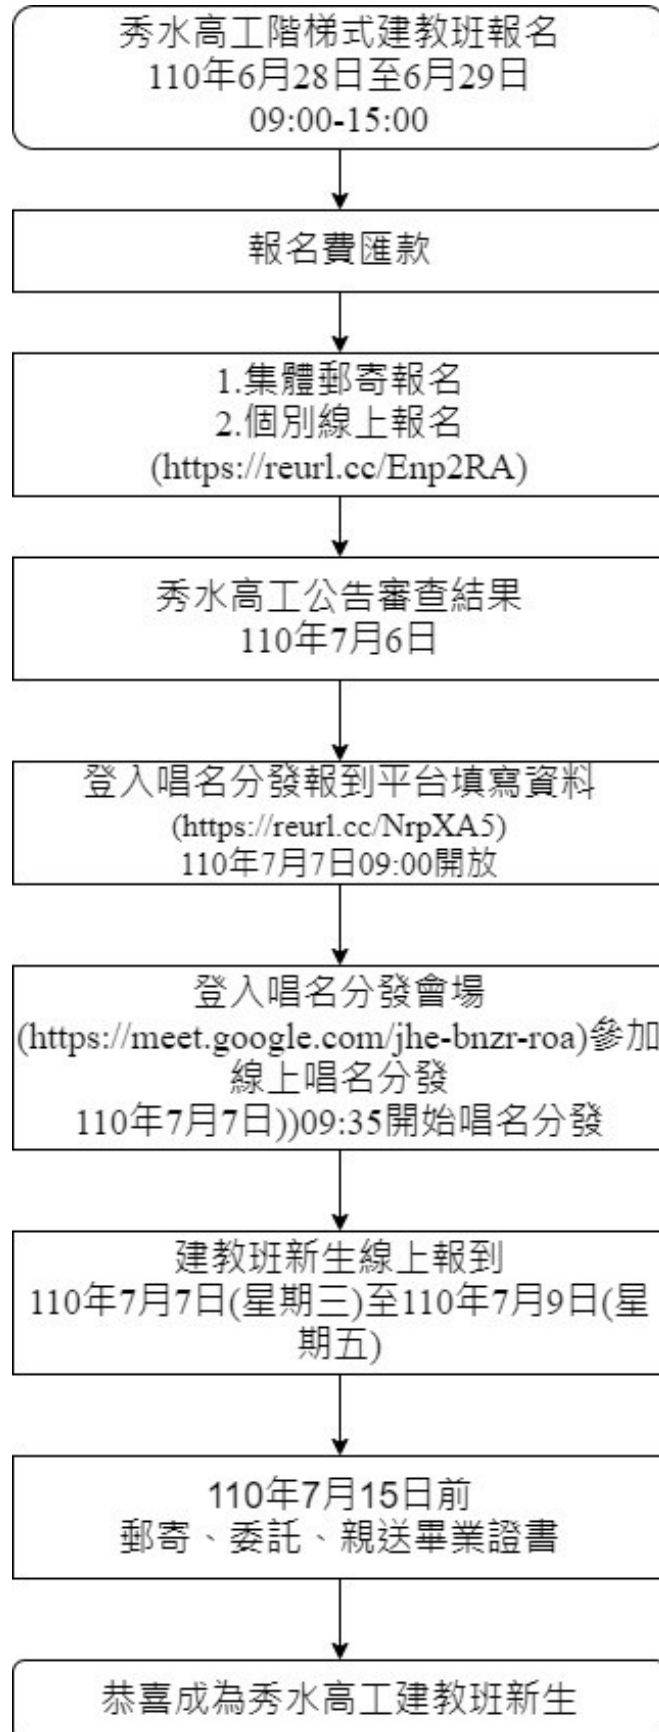 秀水高工階梯式建教班報名
110年6月28日至6月29日
09:00-15:00
報名費匯款
1.集體郵寄報名
2.個別線上報名
(https://reurl.cc/Enp2RA)
秀水高工公告審查結果
110年7月6日
登入唱名分發報到平台填寫資料
(https://reurl.cc/NrpXA5)
110年7月7日09:00開放
登入唱名分發會場
(https://meet.google.com/jhe-bnzr-roa)參加
線上唱名分發
110年7月7日))09:35開始唱名分發
建教班新生線上報到
110年7月7日(星期三)至110年7月9日(星
期五)
110年7月15日前
郵寄、委託、親送畢業證書
恭喜成為秀水高工建教班新生